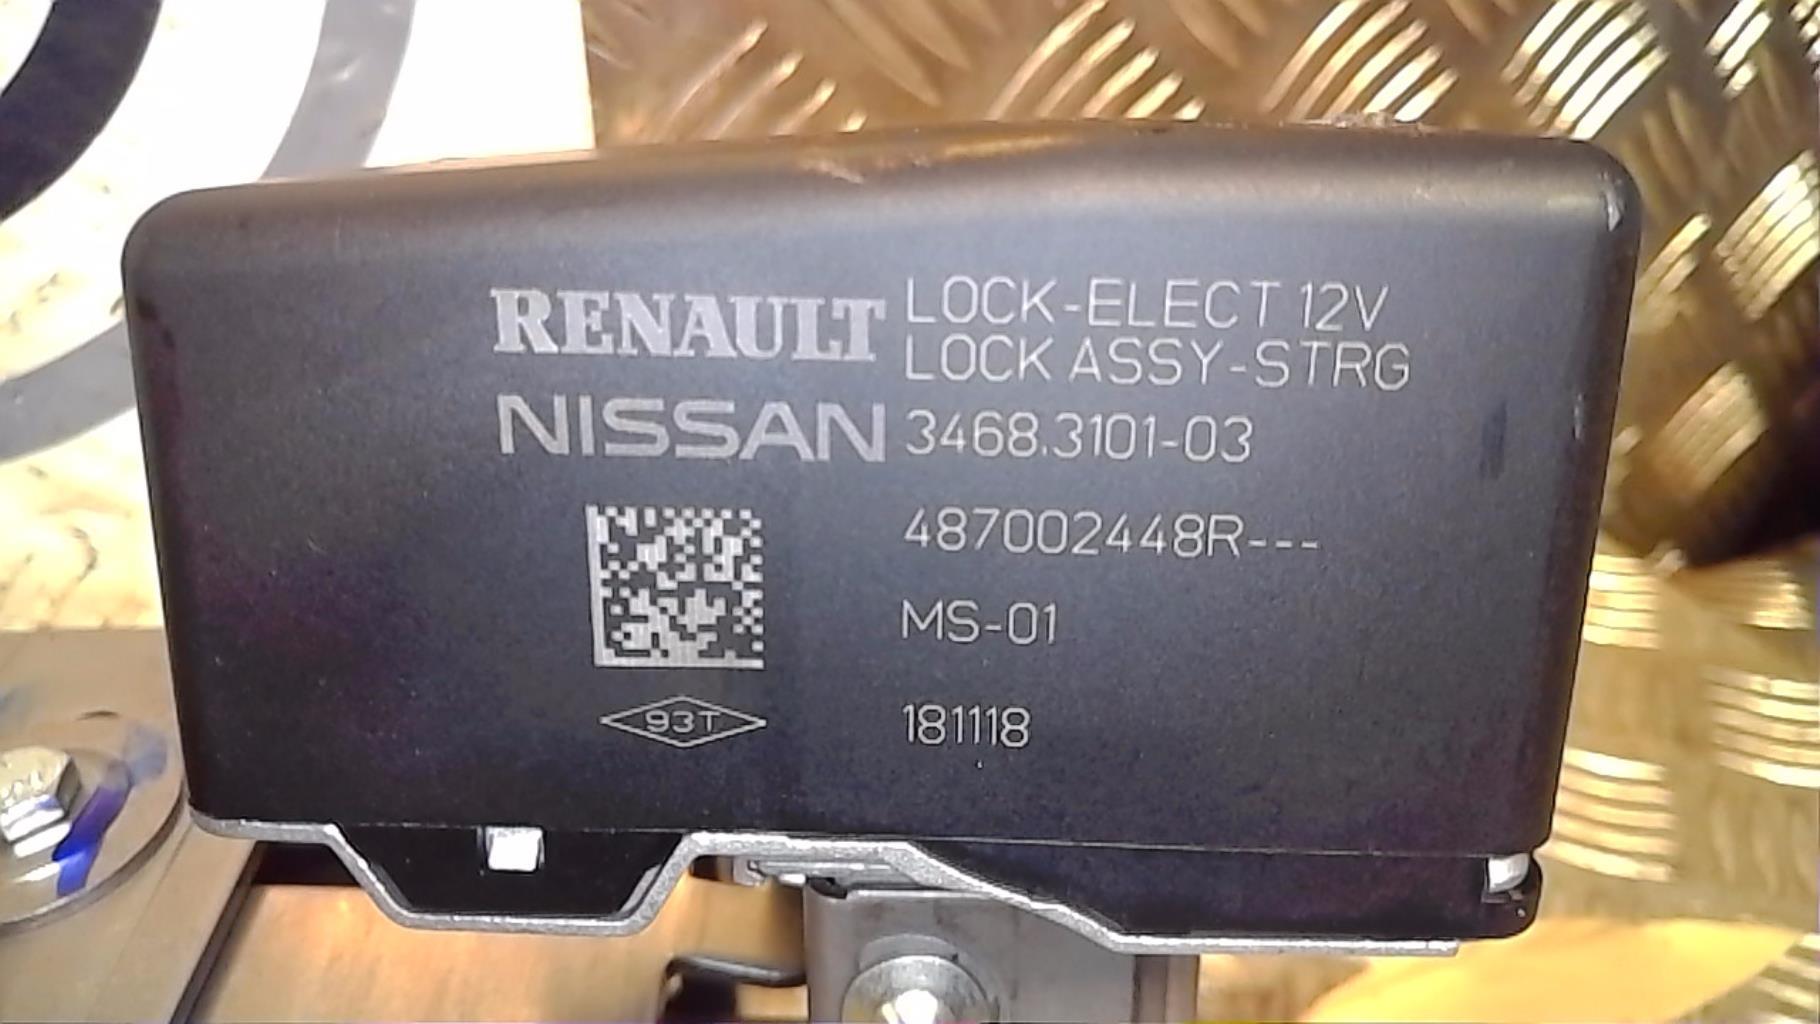 RENAULT
LOCK-ELECT 12V
LOCK ASSY-STRG
NISSAN
3468.3101-03
487002448R---
MS-01
93T
181118